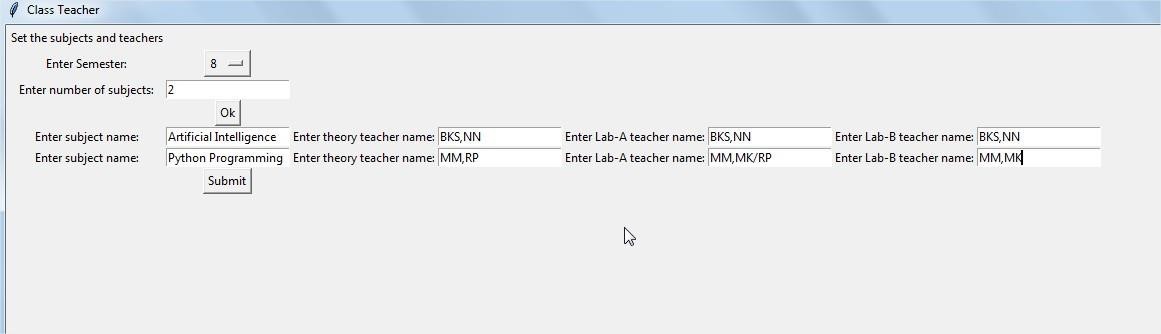 Class Teacher
Set the subjects and teachers
Enter Semester: 8
Enter number of subjects: 2
Ok
Enter subject name: Artificial Intelligence Enter theory teacher name: BKS,NN Enter Lab-A teacher name: BKS,NN Enter Lab-B teacher name: BKS,NN
Enter subject name: Python Programming Enter theory teacher name: MM,RP Enter Lab-A teacher name: MM,MK/RP Enter Lab-B teacher name: MM,MK
Submit